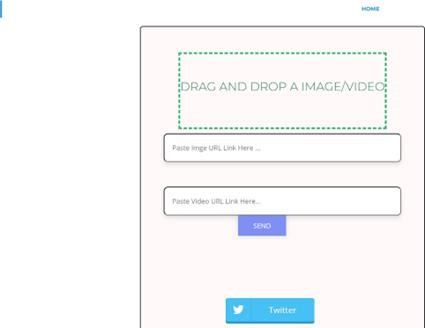 HOME
DRAG AND DROP A IMAGE/VIDEO
Paste Imge URL Link Here ...
Paste Video URL Link Here...
SEND
Twitter